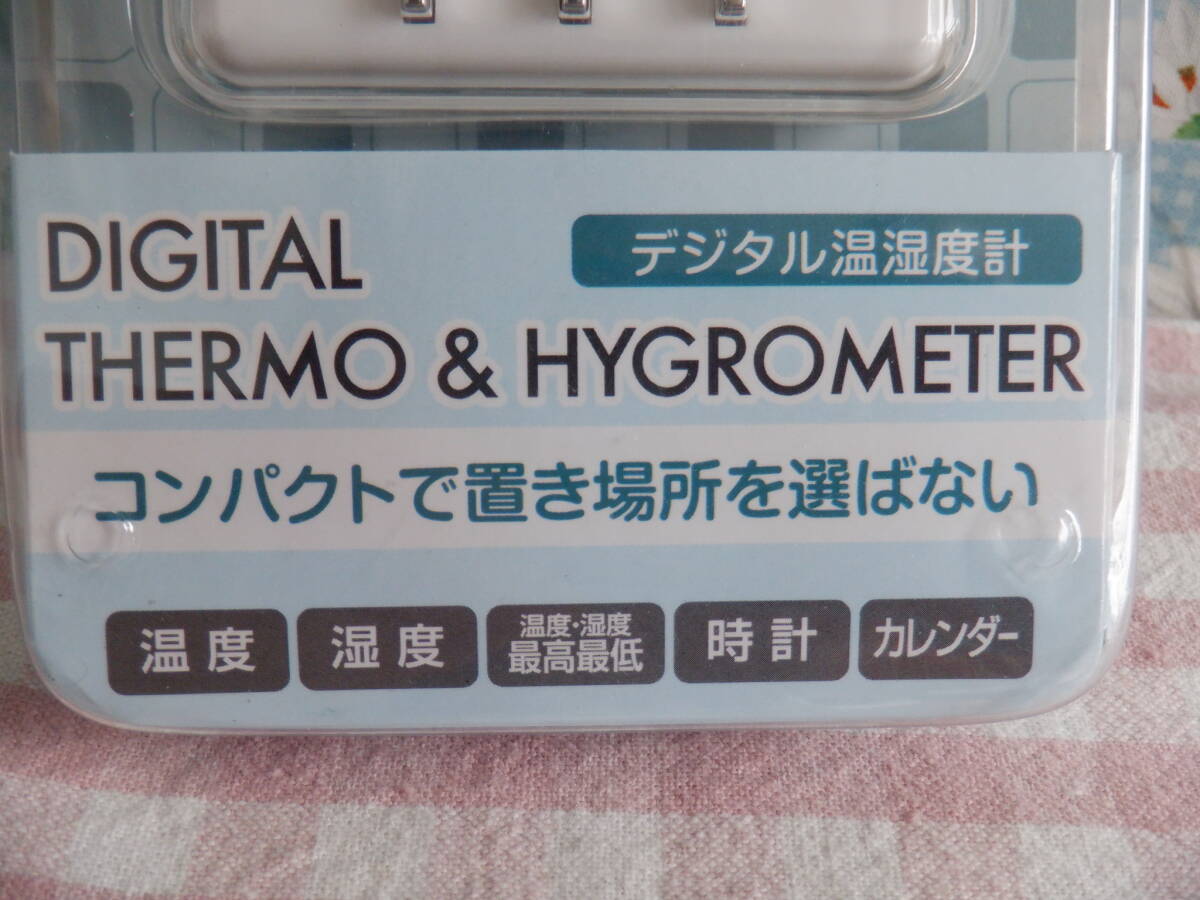 DIGITAL
デジタル温湿度計
THERMO & HYGROMETER
コンパクトで置き場所を選ばない
温度
湿度
温度・湿度
最高最低
時計
カレンダー